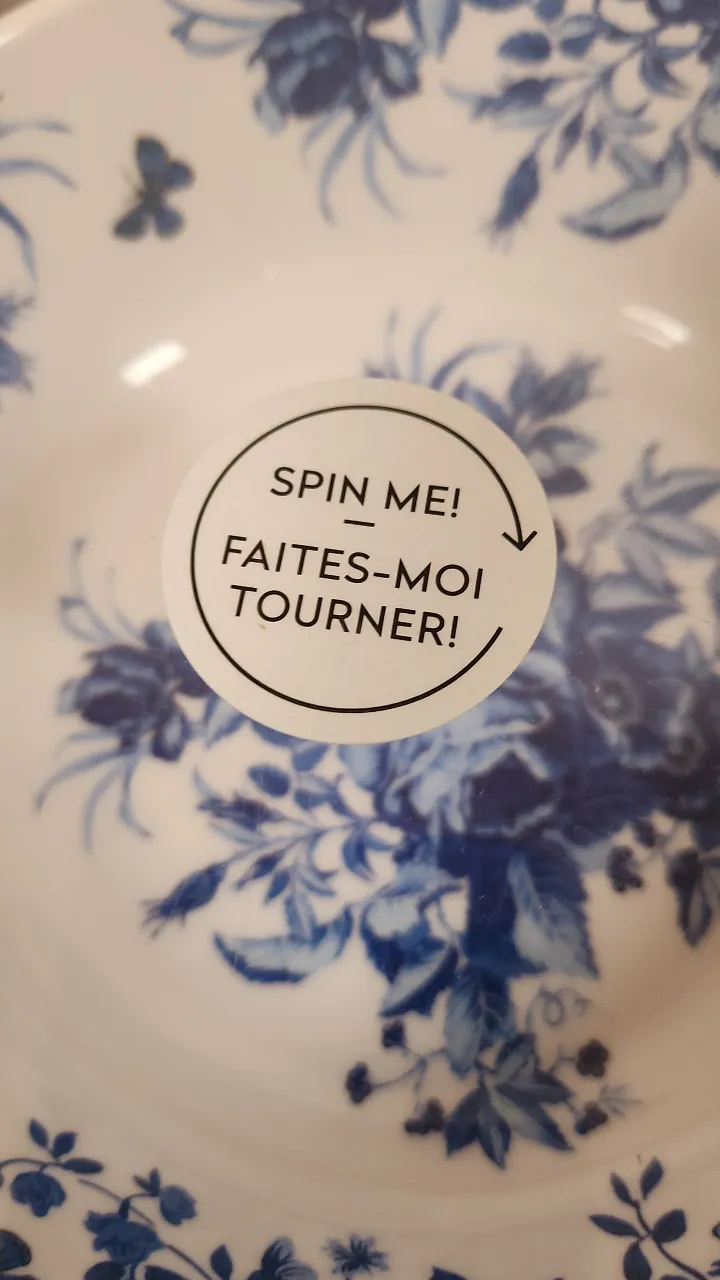 SPIN ME!
–
FAITES-MOI
TOURNER!